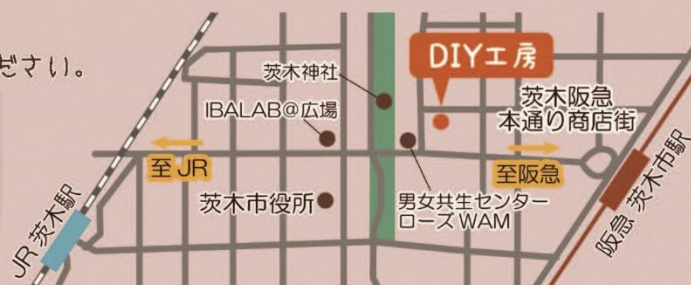 ださい。
DIY工房
茨木神社
IBALAB@広場
茨木阪急
本通り商店街
至JR
至阪急
茨木市役所
男女共生センター
ローズWAM
JR 茨木駅
阪急 茨木市駅